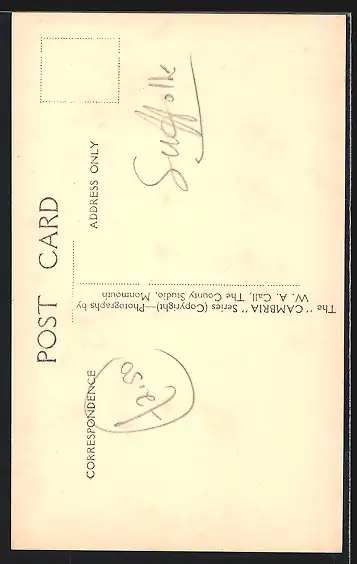 POST CARD
CORRESPONDENCE
ADDRESS ONLY
The "CAMBRIA" Series (Copyright)—Photographs by
W. A. Call, The County Studio, Monmouth
Suffolk
2.50